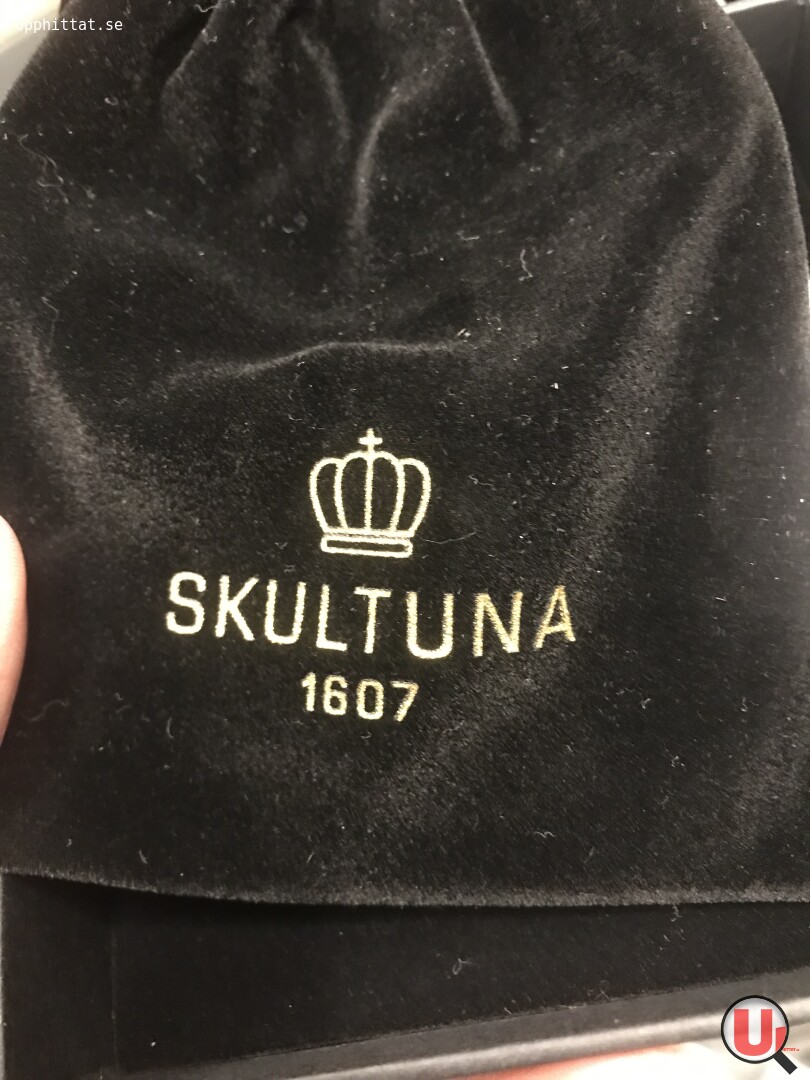 upphittat.se
SKULTUNA
1607
U